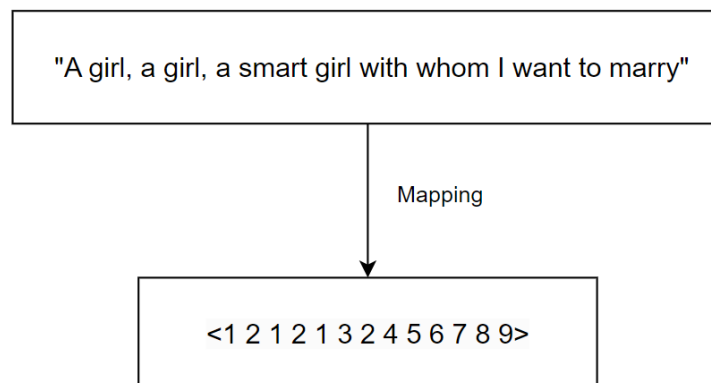 "A girl, a girl, a smart girl with whom I want to marry"
Mapping
<1 2 1 2 1 3 2 4 5 6 7 8 9>